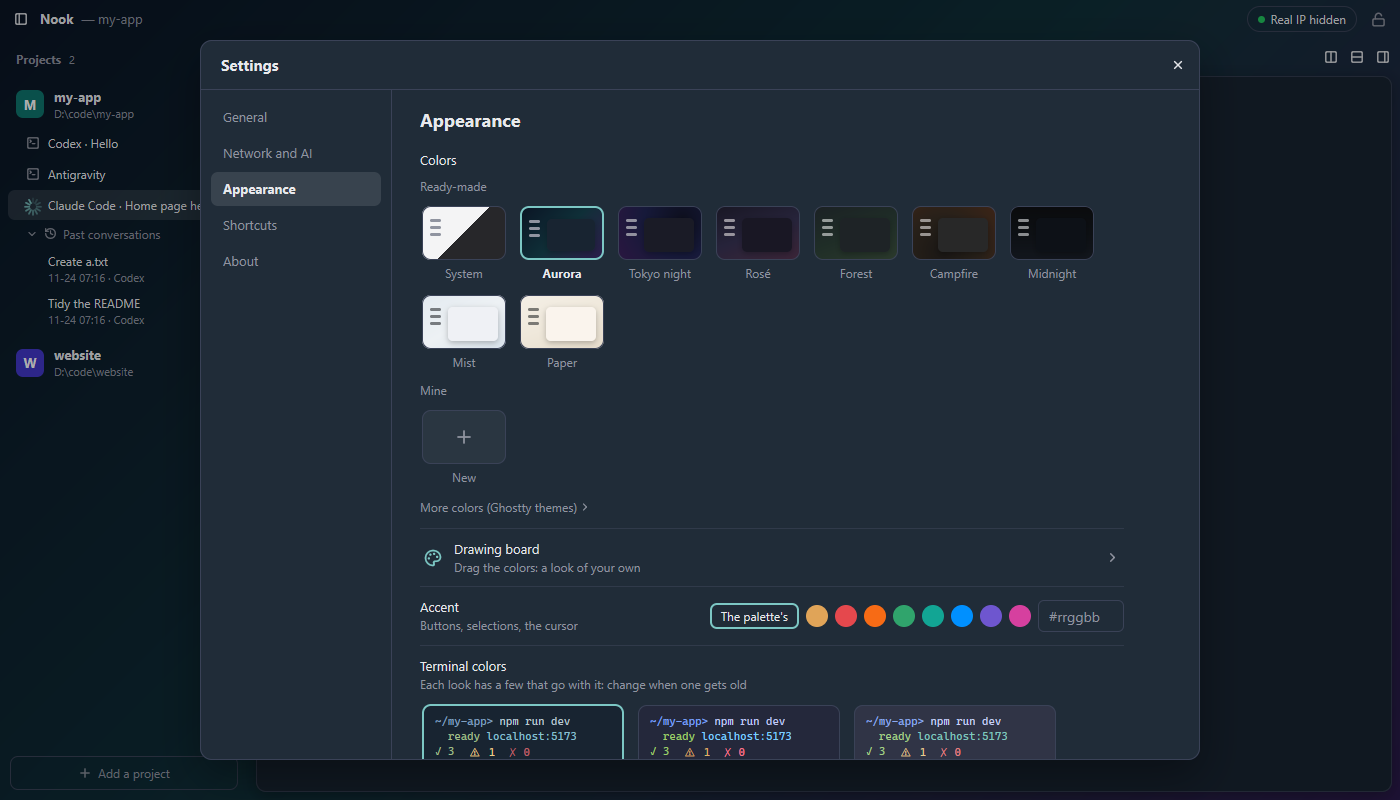 Nook — my-app
Real IP hidden
Projects 2
M
my-app
D:\code\my-app
Codex · Hello
Antigravity
Claude Code · Home page he
Past conversations
Create a.txt
11-24 07:16 · Codex
Tidy the README
11-24 07:16 · Codex
W
website
D:\code\website
Add a project
Settings
General
Network and AI
Appearance
Shortcuts
About
Appearance
Colors
Ready-made
System
Aurora
Tokyo night
Rosé
Forest
Campfire
Midnight
Mist
Paper
Mine
New
More colors (Ghostty themes)
Drawing board
Drag the colors: a look of your own
Accent
Buttons, selections, the cursor
The palette's
#rrggbb
Terminal colors
Each look has a few that go with it: change when one gets old
~/my-app> npm run dev
ready localhost:5173
✓ 3 ⚠ 1 ✗ 0
~/my-app> npm run dev
ready localhost:5173
✓ 3 ⚠ 1 ✗ 0
~/my-app> npm run dev
ready localhost:5173
✓ 3 ⚠ 1 ✗ 0